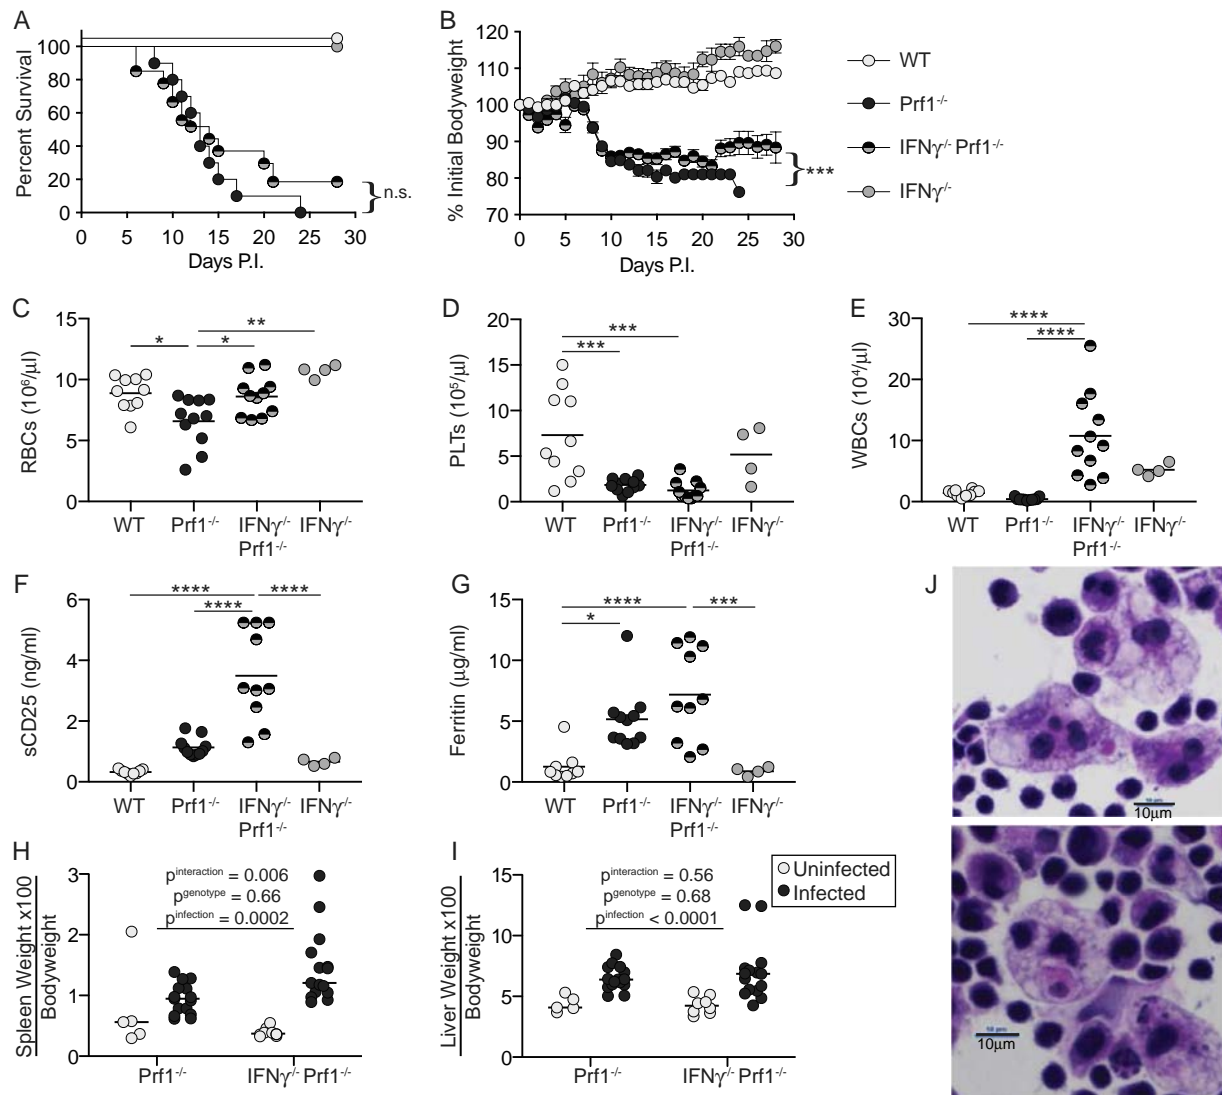 A
Percent Survival
100
80
60
40
20
0
n.s.
0 5 10 15 20 25 30
Days P.I.
B
% Initial Bodyweight
120
110
100
90
80
70
***
0 5 10 15 20 25 30
Days P.I.
WT
Prf1-/-
IFNγ-/- Prf1-/-
IFNγ-/-
C
RBCs (10⁶/µl)
15
10
5
0
**
* *
WT Prf1-/- IFNγ-/- IFNγ-/-
Prf1-/-
D
PLTs (10⁵/µl)
20
15
10
5
0
***
***
WT Prf1-/- IFNγ-/- IFNγ-/-
Prf1-/-
E
WBCs (10⁴/µl)
30
20
10
0
****
****
WT Prf1-/- IFNγ-/- IFNγ-/-
Prf1-/-
F
sCD25 (ng/ml)
6
4
2
0
**** ****
****
WT Prf1-/- IFNγ-/- IFNγ-/-
Prf1-/-
G
Ferritin (µg/ml)
15
10
5
0
**** ***
*
WT Prf1-/- IFNγ-/- IFNγ-/-
Prf1-/-
H
Spleen Weight x100
Bodyweight
3
2
1
0
pinteraction = 0.006
pgenotype = 0.66
pinfection = 0.0002
Prf1-/- IFNγ-/- Prf1-/-
I
Liver Weight x100
Bodyweight
15
10
5
0
pinteraction = 0.56
pgenotype = 0.68
pinfection < 0.0001
Prf1-/- IFNγ-/- Prf1-/-
Uninfected
Infected
J
10µm
10µm